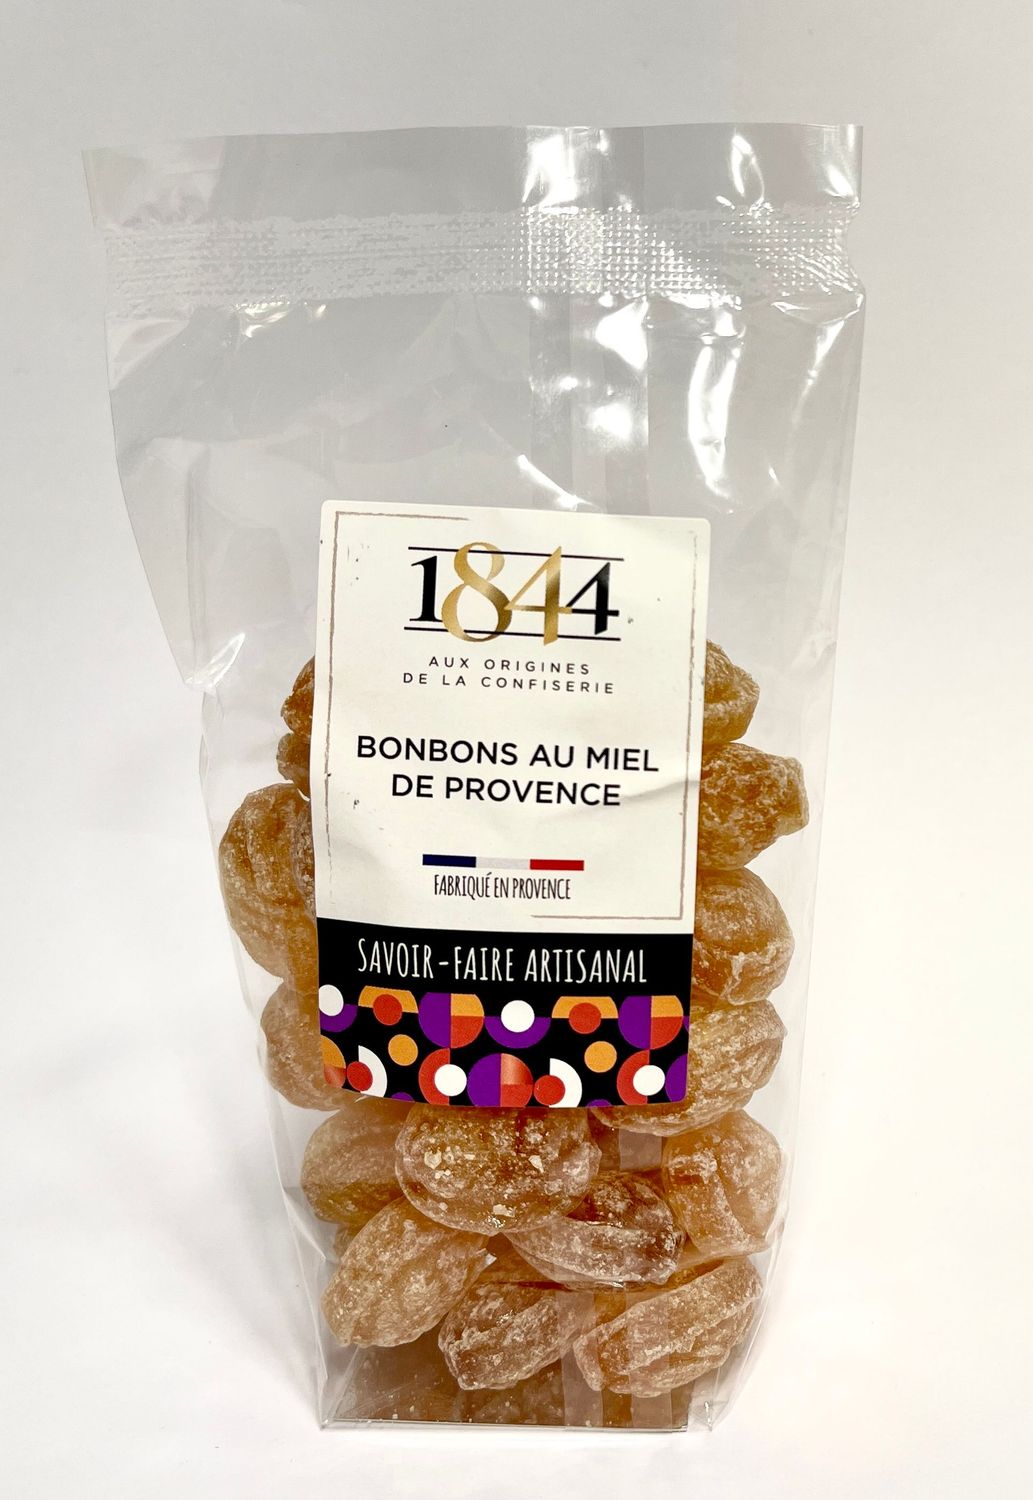 1844
AUX ORIGINES
DE LA CONFISERIE
BONBONS AU MIEL
DE PROVENCE
FABRIQUÉ EN PROVENCE
SAVOIR-FAIRE ARTISANAL